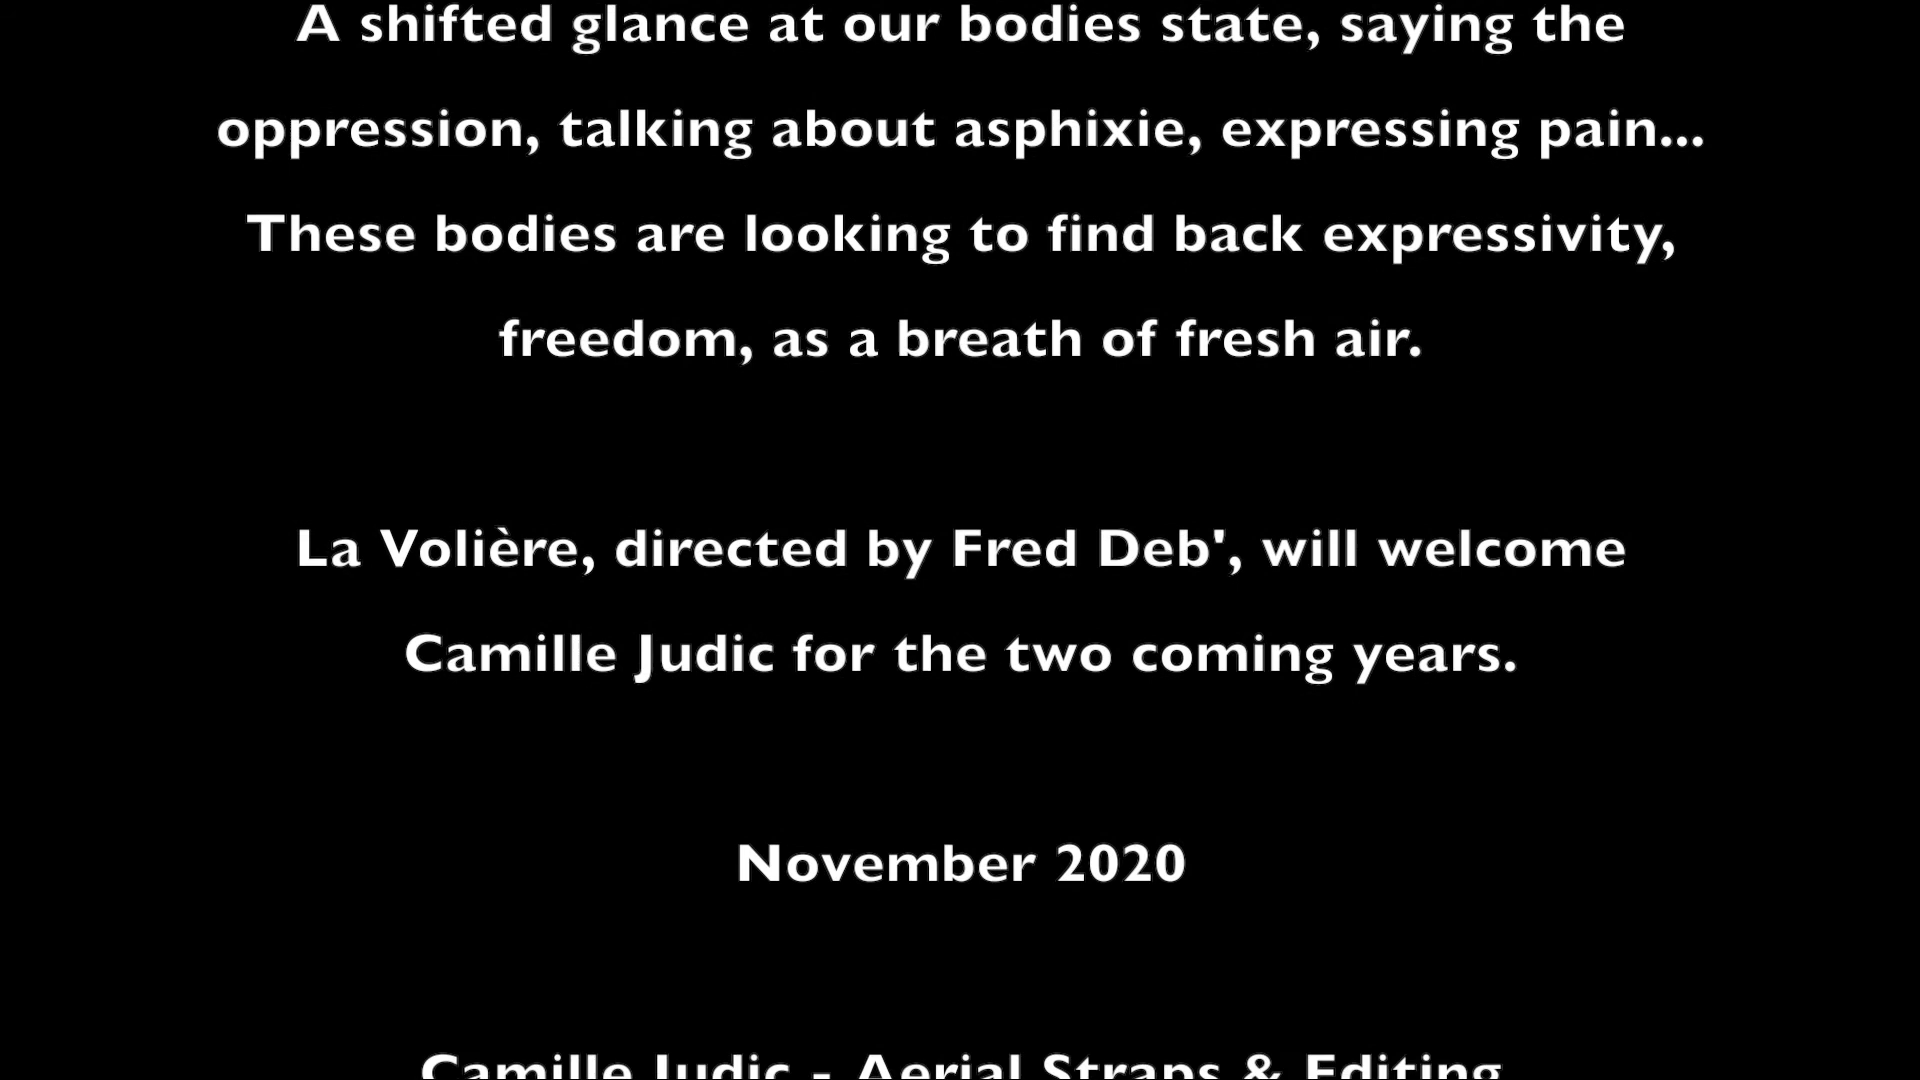 A shifted glance at our bodies state, saying the
oppression, talking about asphixie, expressing pain...
These bodies are looking to find back expressivity,
freedom, as a breath of fresh air.
La Volière, directed by Fred Deb', will welcome
Camille Judic for the two coming years.
November 2020
Camille Judic - Aerial Straps & Editing